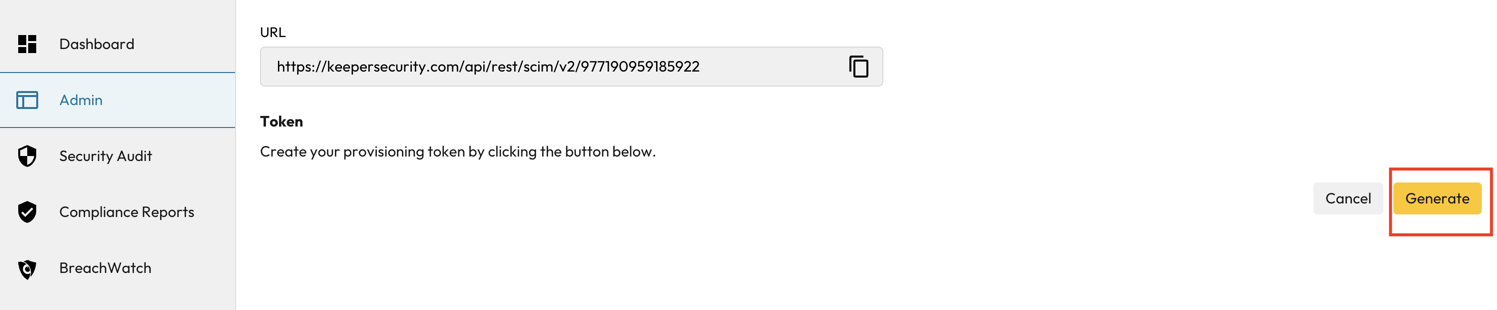 Dashboard
Admin
Security Audit
Compliance Reports
BreachWatch
URL
https://keepersecurity.com/api/rest/scim/v2/977190959185922
Token
Create your provisioning token by clicking the button below.
Cancel
Generate